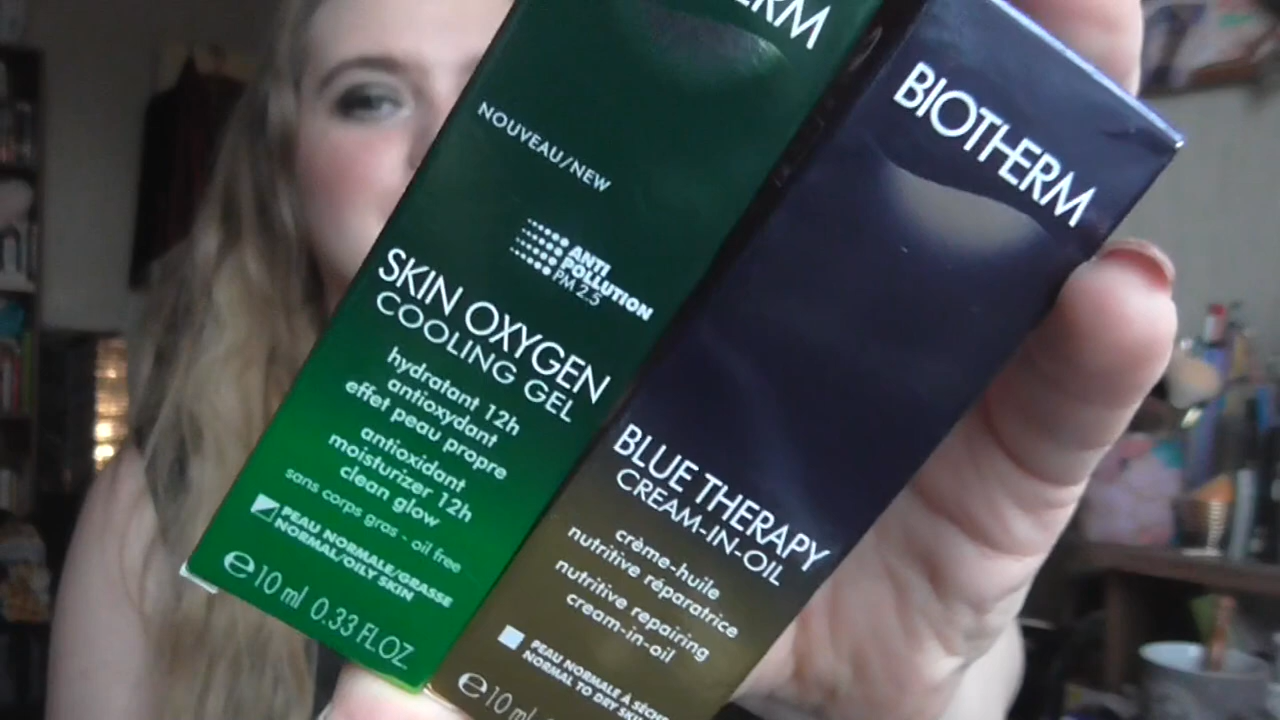 NOUVEAU/NEW
ANTI
POLLUTION
PM 2.5
SKIN OXYGEN
COOLING GEL
hydratant 12h
antioxydant
effet peau propre
antioxidant
moisturizer 12h
clean glow
sans corps gras - oil free
PEAU NORMALE/GRASSE
NORMAL/OILY SKIN
e 10 ml 0.33 FL.OZ
BIOTHERM
BLUE THERAPY
CREAM-IN-OIL
crème-huile
nutritive réparatrice
nutritive repairing
cream-in-oil
PEAU NORMALE À
NORMAL TO DRY SKIN
e 10 ml